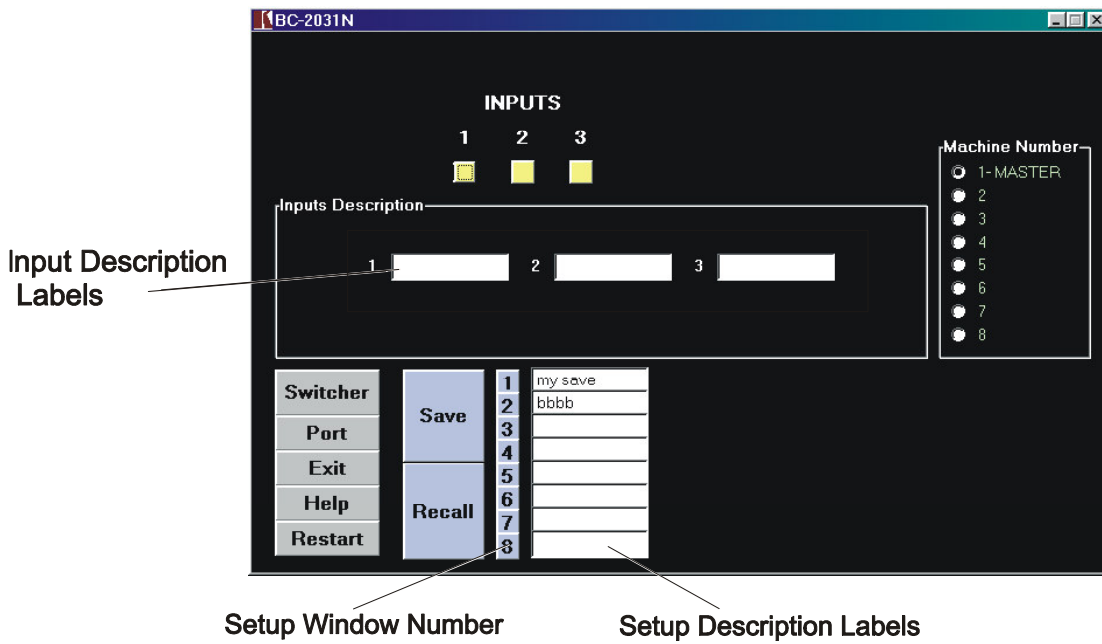 BC-2031N
INPUTS
1 2 3
Machine Number
1- MASTER
2
3
4
5
6
7
8
Inputs Description
1 2 3
Input Description
Labels
Switcher
Port
Exit
Help
Restart
Save
Recall
1 my save
2 bbbb
3
4
5
6
7
8
Setup Window Number
Setup Description Labels